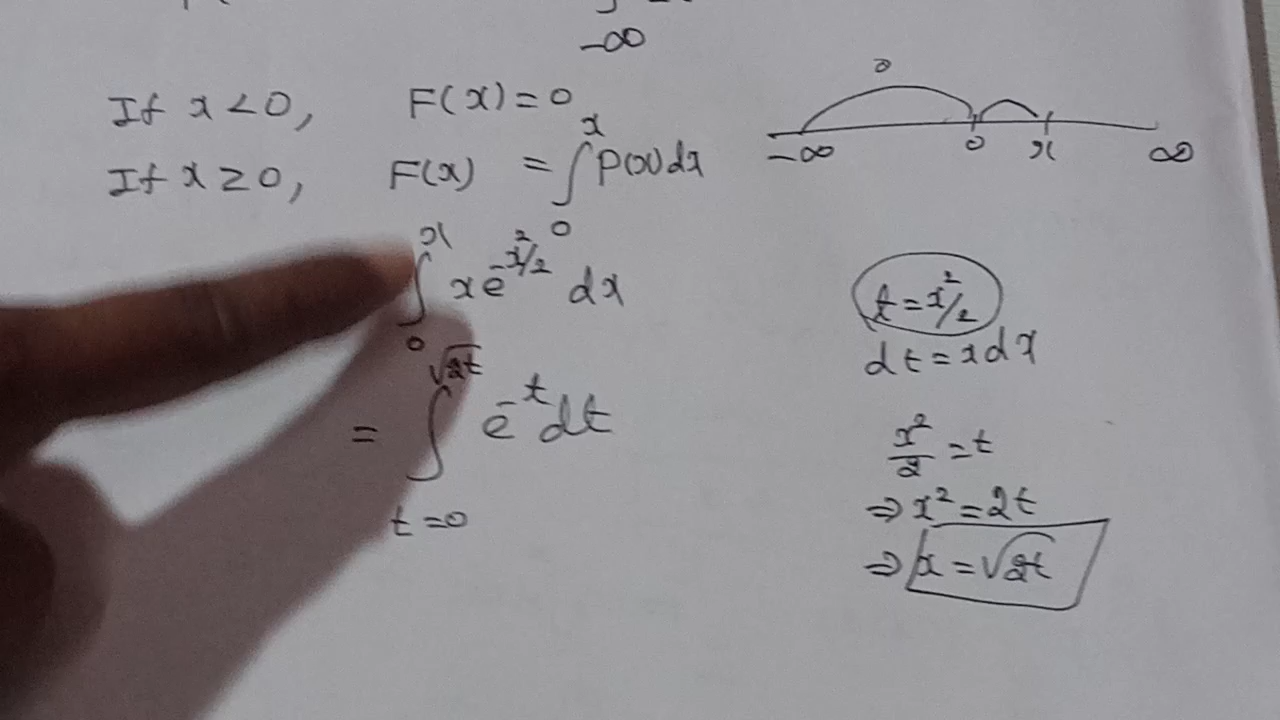 -∞
If x < 0, F(x) = 0
If x ≥ 0, F(x) = ∫₀ˣ P(x) dx
0
-∞ 0 x ∞
∫₀ˣ x e^{-x²/2} dx
t = x²/2
dt = x dx
= ∫_{t=0}^{√2t} e^{-t} dt
x²/2 = t
⇒ x² = 2t
⇒ x = √2t